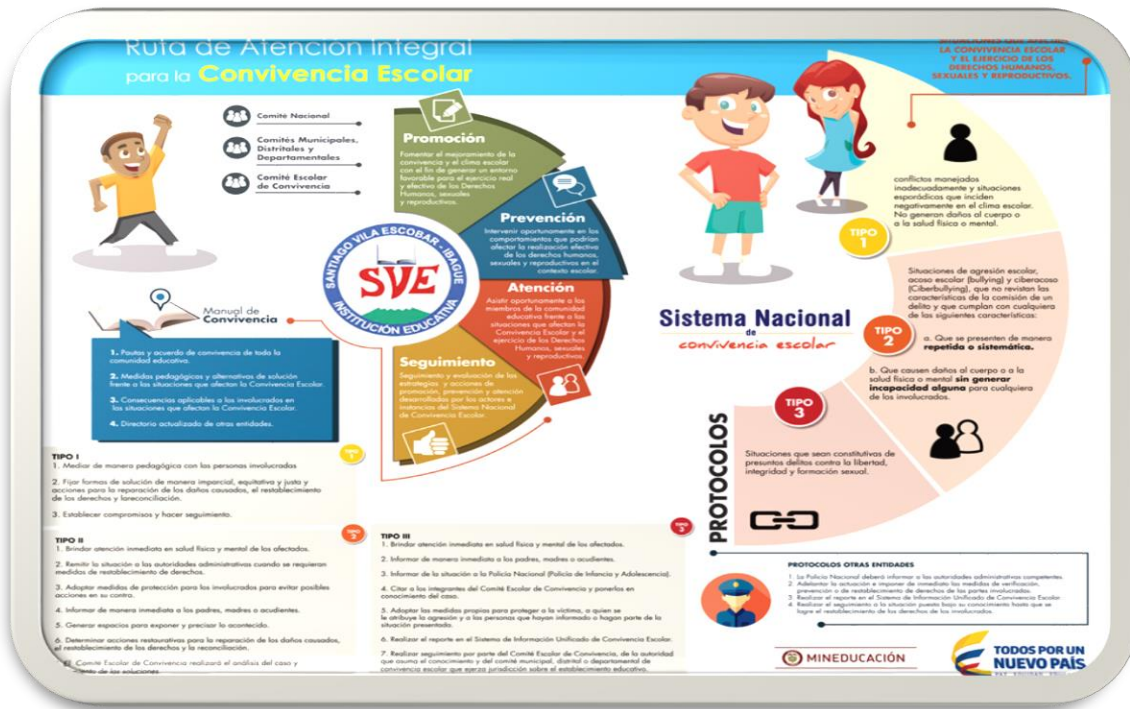 Ruta de Atención Integral
para la Convivencia Escolar
Comité Nacional
Comités Municipales,
Distritales y
Departamentales
Comité Escolar
de Convivencia
Promoción
Fomentar el mejoramiento de la
convivencia y el clima escolar
con el fin de generar un entorno
favorable para el ejercicio real
y efectivo de los Derechos
Humanos, sexuales
y reproductivos.
Prevención
Intervenir oportunamente en los
comportamientos que podrían
afectar la realización efectiva
de los derechos humanos,
sexuales y reproductivos en el
contexto escolar.
Atención
Asistir oportunamente a los
miembros de la comunidad
educativa frente a las
situaciones que afectan la
Convivencia Escolar y el
ejercicio de los Derechos
Humanos, sexuales
y reproductivos.
Seguimiento
Seguimiento y evaluación de las
estrategias y acciones de
promoción, prevención y atención
desarrolladas por los actores e
instancias del Sistema Nacional
de Convivencia Escolar.
SANTIAGO VILA ESCOBAR - IBAGUE
SVE
INSTITUCIÓN EDUCATIVA
Manual de
Convivencia
1. Pautas y acuerdo de convivencia de toda la
comunidad educativa.
2. Medidas pedagógicas y alternativas de solución
frente a las situaciones que afectan la Convivencia Escolar.
3. Consecuencias aplicables a los involucrados en
las situaciones que afectan la Convivencia Escolar.
4. Directorio actualizado de otras entidades.
SITUACIONES QUE AFECTAN
LA CONVIVENCIA ESCOLAR
Y EL EJERCICIO DE LOS
DERECHOS HUMANOS,
SEXUALES Y REPRODUCTIVOS.
conflictos manejados
inadecuadamente y situaciones
esporádicas que inciden
negativamente en el clima escolar.
No generan daños al cuerpo o
a la salud física o mental.
TIPO
1
Situaciones de agresión escolar,
acoso escolar (bullying) y ciberacoso
(Ciberbullying), que no revistan las
características de la comisión de un
delito y que cumplan con cualquiera
de las siguientes características:
TIPO
2
a. Que se presenten de manera
repetida o sistemática.
b. Que causen daños al cuerpo o a la
salud física o mental sin generar
incapacidad alguna para cualquiera
de los involucrados.
TIPO
3
Situaciones que sean constitutivas de
presuntos delitos contra la libertad,
integridad y formación sexual.
Sistema Nacional
de
convivencia escolar
PROTOCOLOS
TIPO I
TIPO
1
1. Mediar de manera pedagógica con las personas involucradas
2. Fijar formas de solución de manera imparcial, equitativa y justa y
acciones para la reparación de los daños causados, el restablecimiento
de los derechos y lareconciliación.
3. Establecer compromisos y hacer seguimiento.
TIPO II
TIPO
2
1. Brindar atención inmediata en salud física y mental de los afectados.
2. Remitir la situación a las autoridades administrativas cuando se requieran
medidas de restablecimiento de derechos.
3. Adoptar medidas de protección para los involucrados para evitar posibles
acciones en su contra.
4. Informar de manera inmediata a los padres, madres o acudientes.
5. Generar espacios para exponer y precisar lo acontecido.
6. Determinar acciones restaurativas para la reparación de los daños causados,
el restablecimiento de los derechos y la reconciliación.
El Comité Escolar de Convivencia realizará el análisis del caso y
de las soluciones
TIPO III
TIPO
3
1. Brindar atención inmediata en salud física y mental de los afectados.
2. Informar de manera inmediata a los padres, madres o acudientes.
3. Informar de la situación a la Policía Nacional (Policía de Infancia y Adolescencia).
4. Citar a los integrantes del Comité Escolar de Convivencia y ponerlos en
conocimiento del caso.
5. Adoptar las medidas propias para proteger a la víctima, a quien se
le atribuye la agresión y a las personas que hayan informado o hagan parte de la
situación presentada.
6. Realizar el reporte en el Sistema de Información Unificado de Convivencia Escolar.
7. Realizar seguimiento por parte del Comité Escolar de Convivencia, de la autoridad
que asuma el conocimiento y del comité municipal, distrital o departamental de
convivencia escolar que ejerza jurisdicción sobre el establecimiento educativo.
PROTOCOLOS OTRAS ENTIDADES
1 La Policía Nacional deberá informar a las autoridades administrativas competentes.
2 Adelantar la actuación e imponer de inmediato las medidas de verificación,
prevención o de restablecimiento de derechos de las partes involucradas.
3 Realizar el reporte en el Sistema de Información Unificado de Convivencia Escolar.
4 Realizar el seguimiento a la situación puesta bajo su conocimiento hasta que se
logre el restablecimiento de los derechos de los involucrados.
MINEDUCACIÓN
TODOS POR UN
NUEVO PAÍS